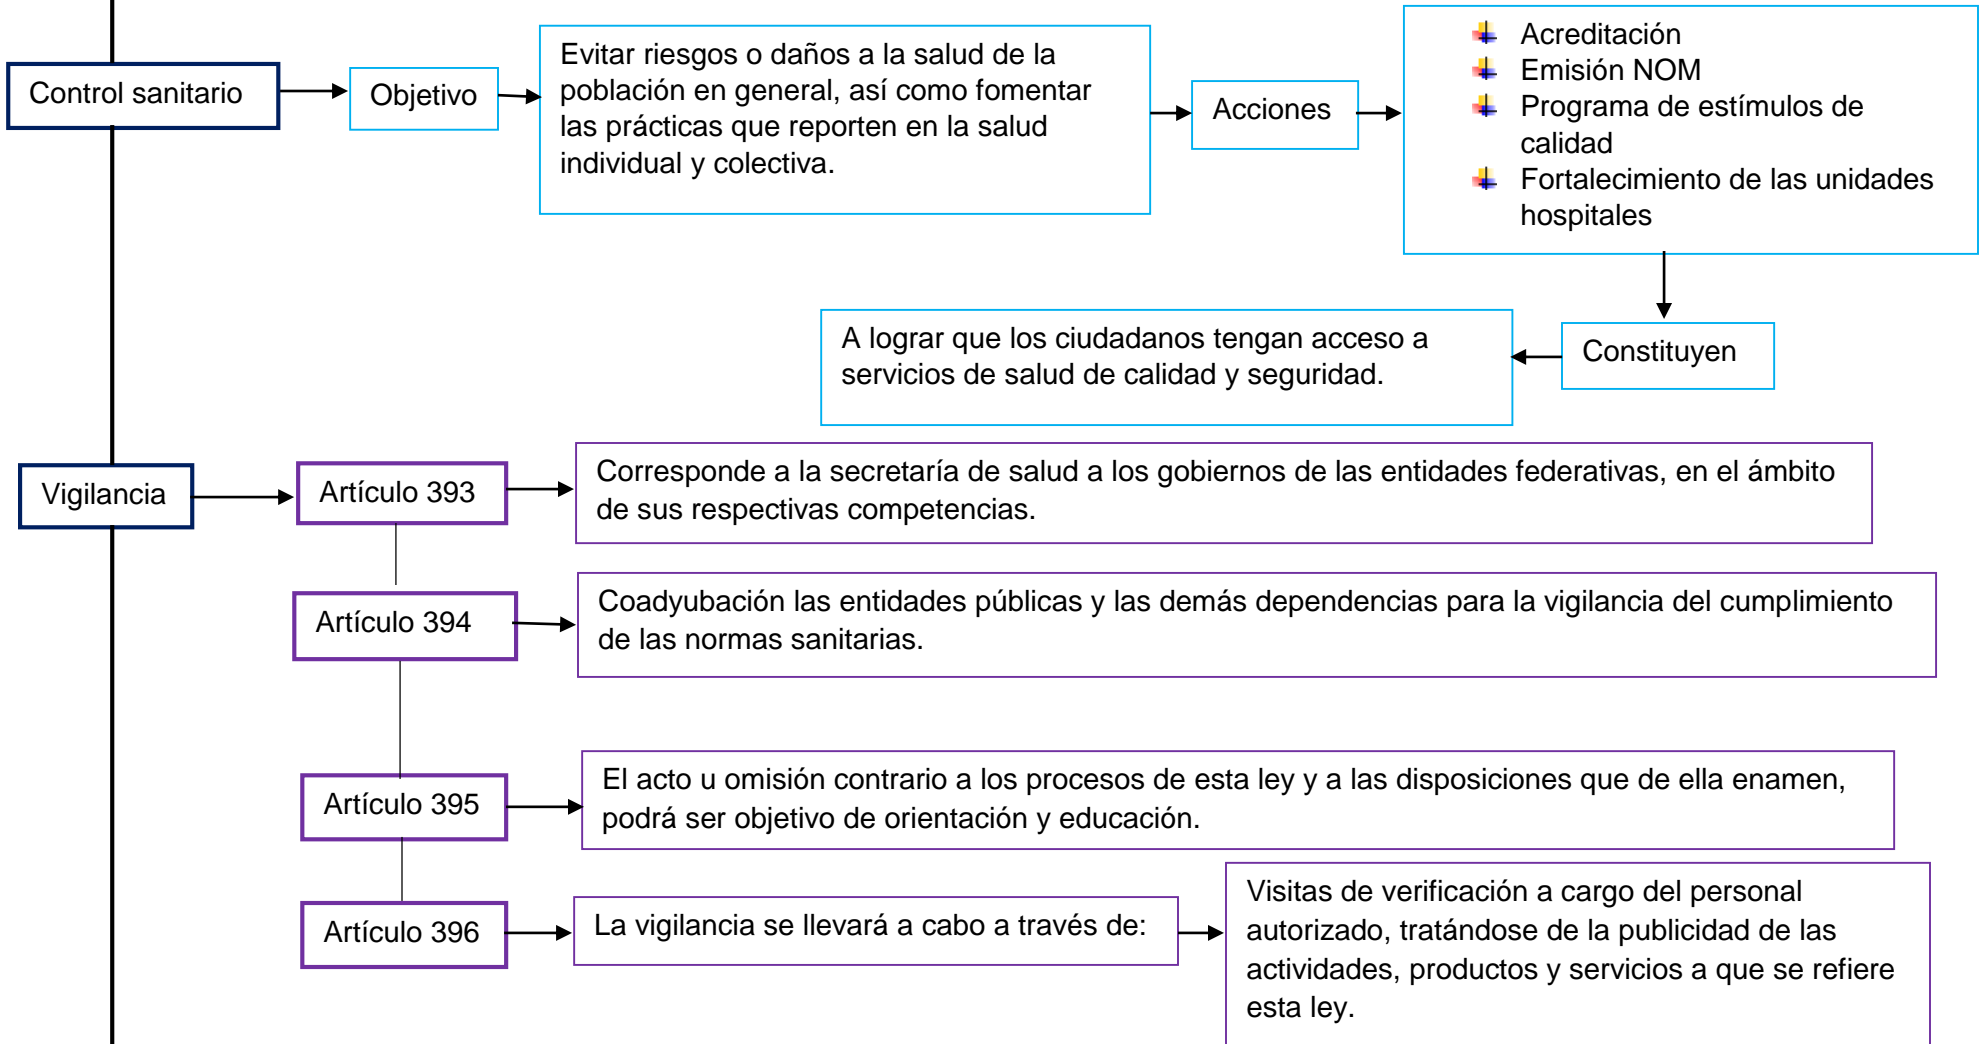 Control sanitario
Objetivo
Evitar riesgos o daños a la salud de la
población en general, así como fomentar
las prácticas que reporten en la salud
individual y colectiva.
Acciones
Acreditación
Emisión NOM
Programa de estímulos de
calidad
Fortalecimiento de las unidades
hospitales
Constituyen
A lograr que los ciudadanos tengan acceso a
servicios de salud de calidad y seguridad.
Vigilancia
Artículo 393
Corresponde a la secretaría de salud a los gobiernos de las entidades federativas, en el ámbito
de sus respectivas competencias.
Artículo 394
Coadyubación las entidades públicas y las demás dependencias para la vigilancia del cumplimiento
de las normas sanitarias.
Artículo 395
El acto u omisión contrario a los procesos de esta ley y a las disposiciones que de ella enamen,
podrá ser objetivo de orientación y educación.
Artículo 396
La vigilancia se llevará a cabo a través de:
Visitas de verificación a cargo del personal
autorizado, tratándose de la publicidad de las
actividades, productos y servicios a que se refiere
esta ley.